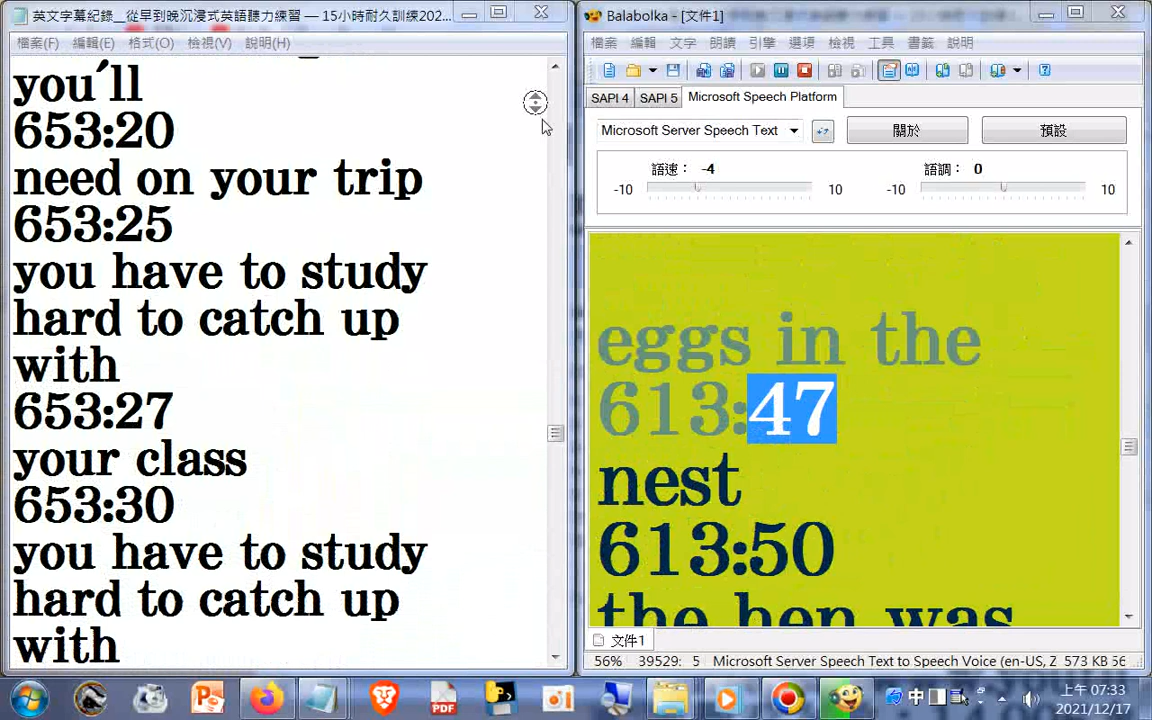 英文字幕紀錄__從早到晚沉浸式英語聽力練習 — 15小時耐久訓練202...
檔案(F) 編輯(E) 格式(O) 檢視(V) 說明(H)
you'll
653:20
need on your trip
653:25
you have to study
hard to catch up
with
653:27
your class
653:30
you have to study
hard to catch up
with
Balabolka - [文件1]
檔案 編輯 文字 朗讀 引擎 選項 檢視 工具 書籤 說明
SAPI 4 SAPI 5 Microsoft Speech Platform
Microsoft Server Speech Text 關於 預設
語速： -4 語調： 0
-10 10 -10 10
eggs in the
613:47
nest
613:50
the hen was
文件1
56% 39529: 5 Microsoft Server Speech Text to Speech Voice (en-US, Z 573 KB 56
PDF
中
上午 07:33
2021/12/17